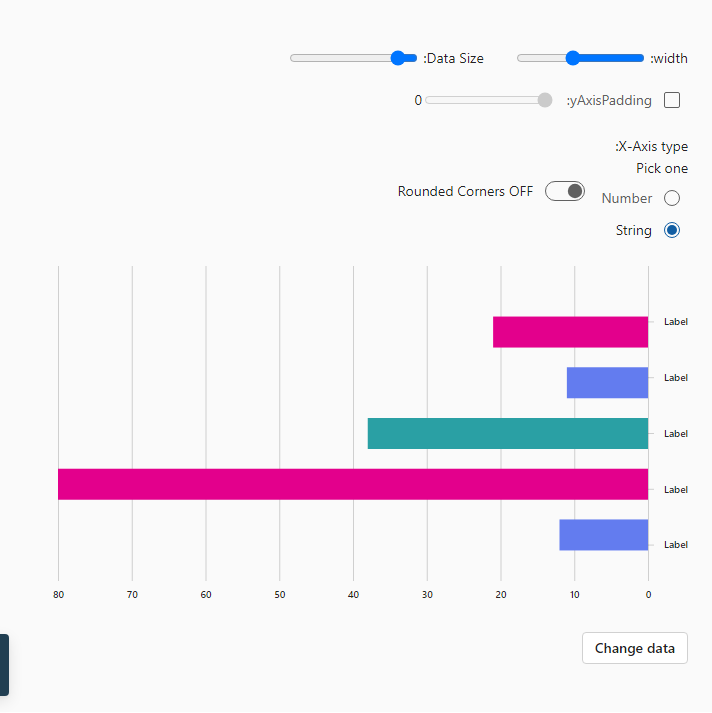 :width
:Data Size
:yAxisPadding
0
:X-Axis type
Pick one
Number
Rounded Corners OFF
String
Label
Label
Label
Label
Label
80 70 60 50 40 30 20 10 0
Change data